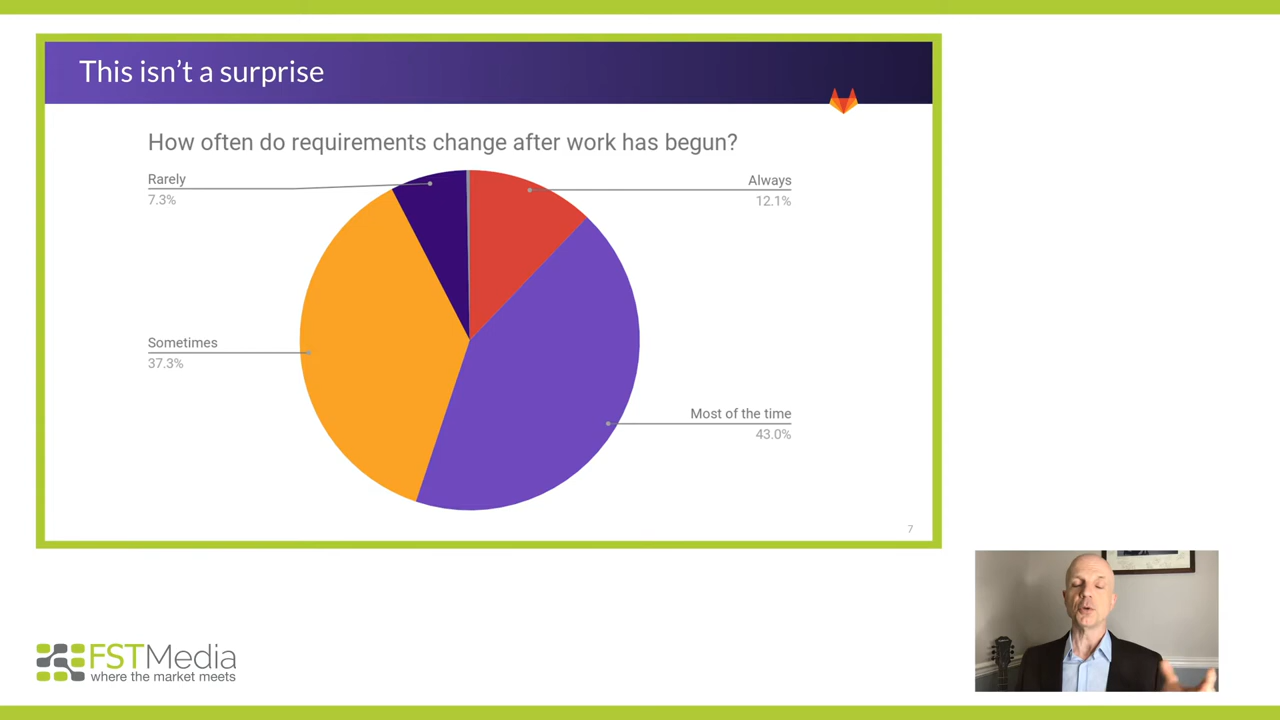 This isn't a surprise
How often do requirements change after work has begun?
Rarely
7.3%
Always
12.1%
Sometimes
37.3%
Most of the time
43.0%
7
FSTMedia
where the market meets